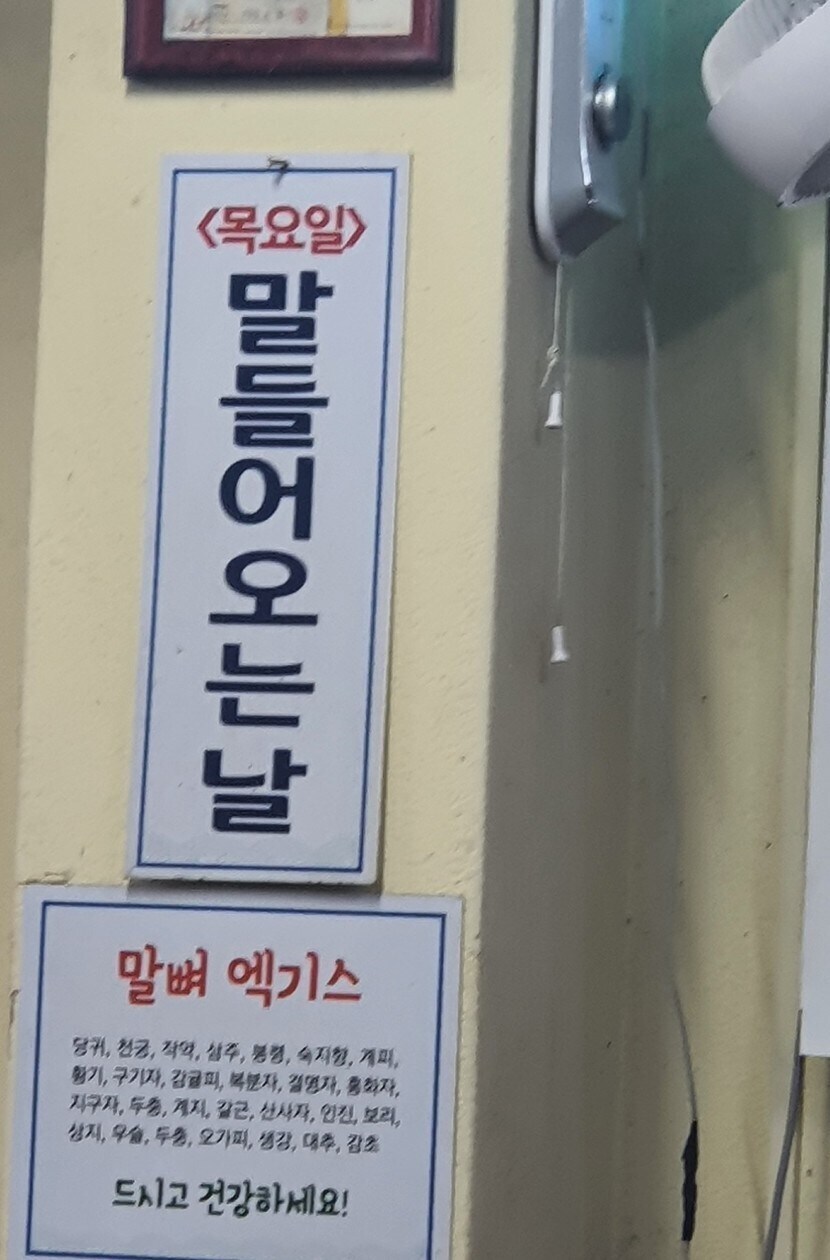 <목요일>
말들어오는날
말뼈 엑기스
당귀, 천궁, 작약, 삼주, 봉령, 숙지황, 계피,
황기, 구기자, 감귤피, 복분자, 결명자, 홍화자,
지구자, 두충, 계지, 갈근, 산사자, 인진, 보리,
상지, 우슬, 두충, 오가피, 생강, 대추, 감초
드시고 건강하세요!